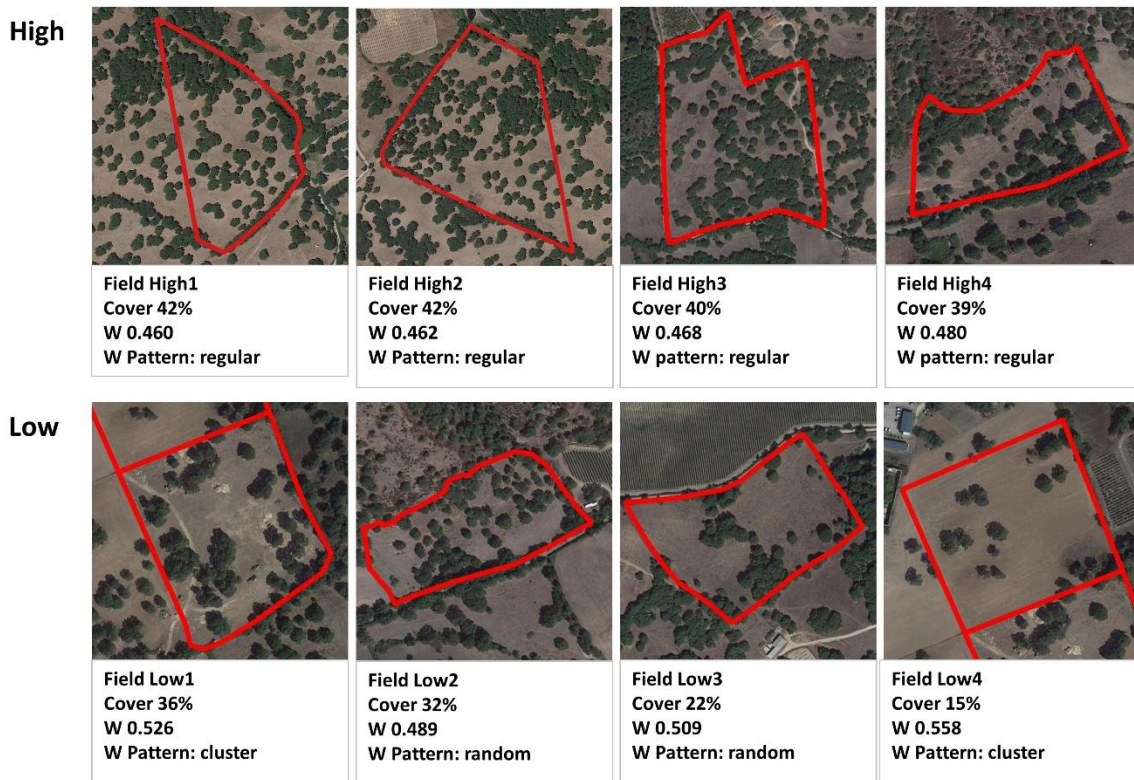 High
Field High1
Cover 42%
W 0.460
W Pattern: regular
Field High2
Cover 42%
W 0.462
W Pattern: regular
Field High3
Cover 40%
W 0.468
W pattern: regular
Field High4
Cover 39%
W 0.480
W pattern: regular
Low
Field Low1
Cover 36%
W 0.526
W Pattern: cluster
Field Low2
Cover 32%
W 0.489
W Pattern: random
Field Low3
Cover 22%
W 0.509
W Pattern: random
Field Low4
Cover 15%
W 0.558
W Pattern: cluster